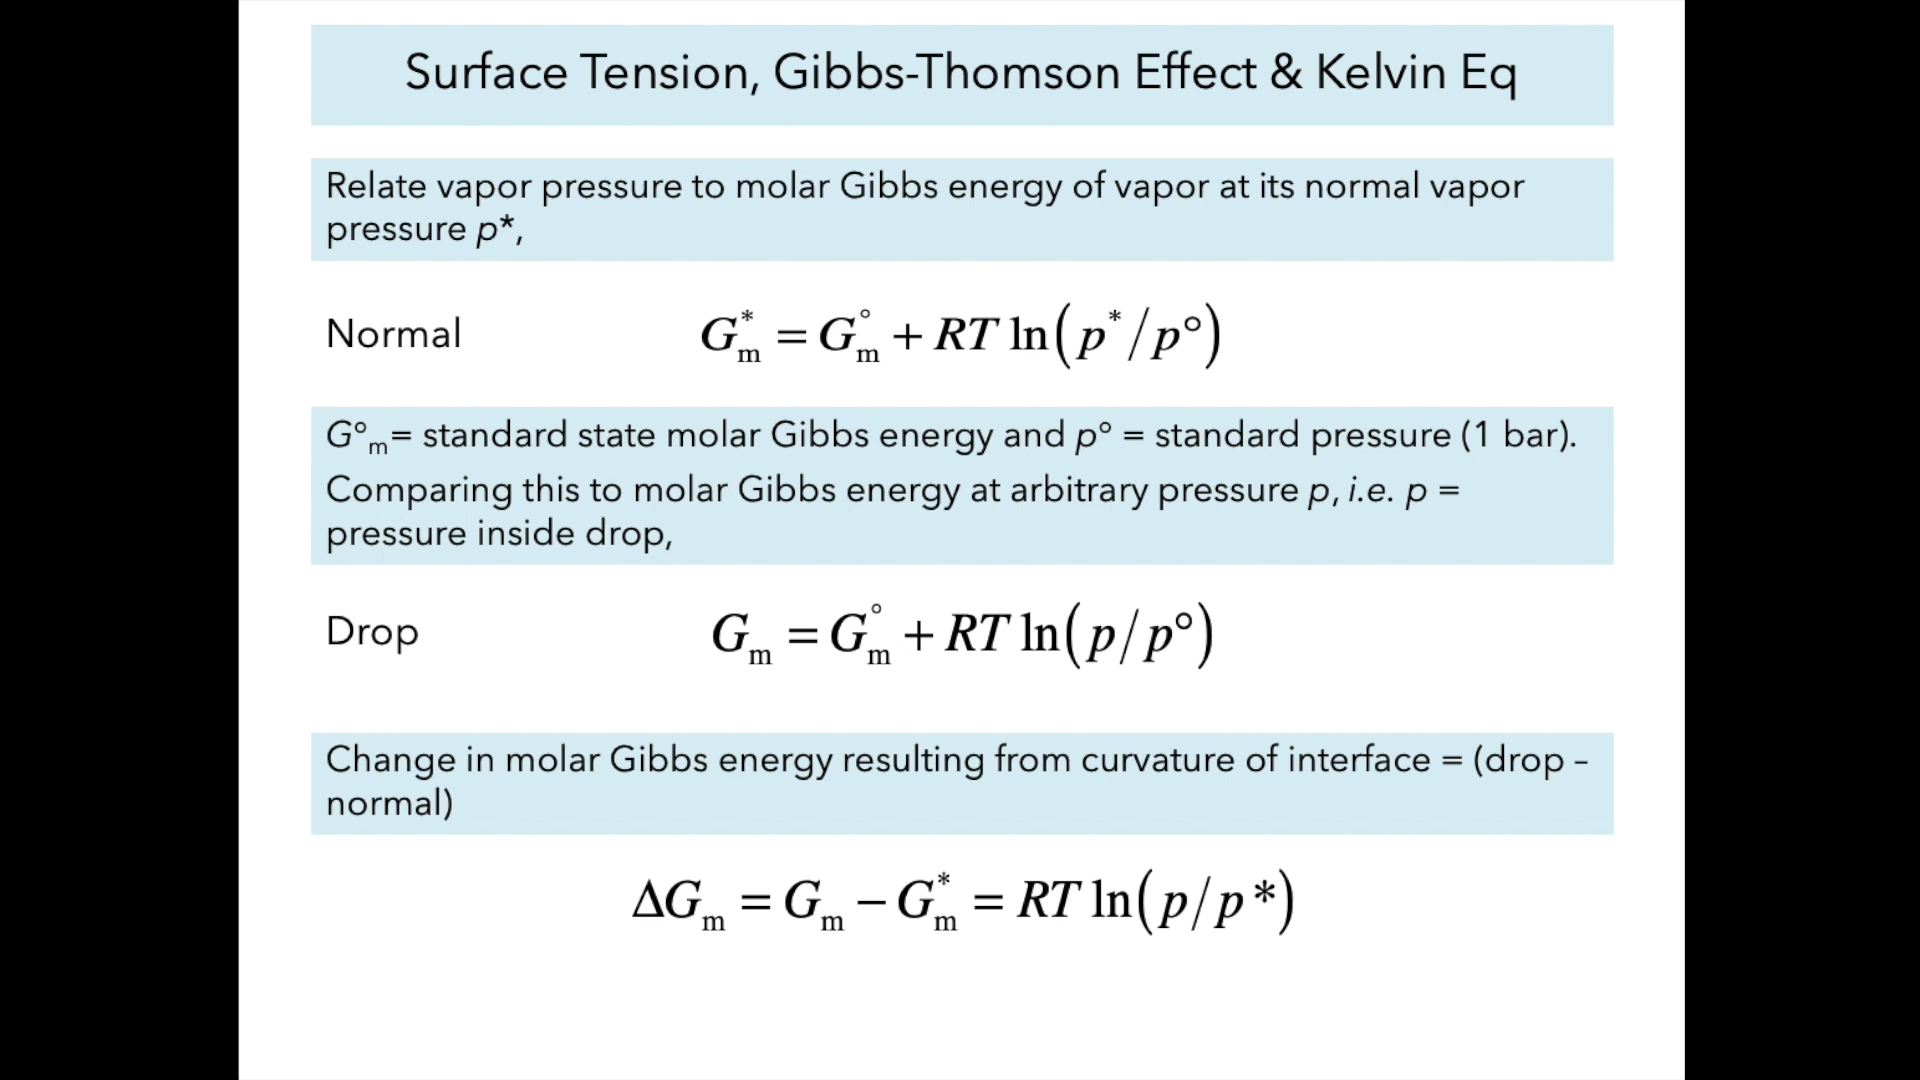 Surface Tension, Gibbs-Thomson Effect & Kelvin Eq
Relate vapor pressure to molar Gibbs energy of vapor at its normal vapor
pressure p*,
Normal
G*m = G°m + RT ln(p*/p°)
G°m= standard state molar Gibbs energy and p° = standard pressure (1 bar).
Comparing this to molar Gibbs energy at arbitrary pressure p, i.e. p =
pressure inside drop,
Drop
Gm = G°m + RT ln(p/p°)
Change in molar Gibbs energy resulting from curvature of interface = (drop –
normal)
ΔGm = Gm − G*m = RT ln(p/p*)